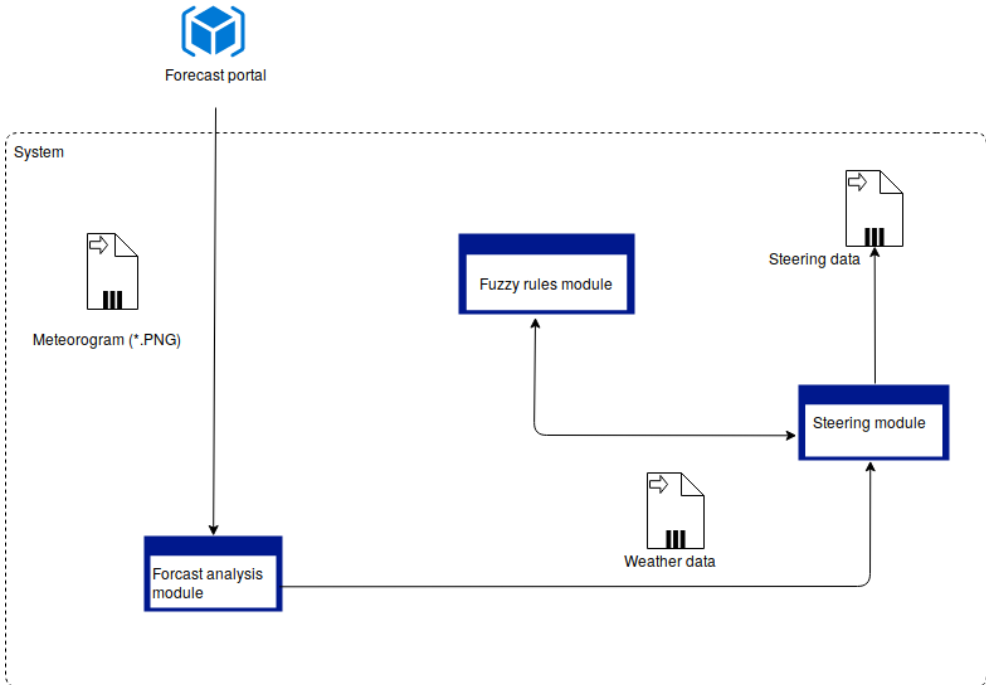 Forecast portal
System
Steering data
Fuzzy rules module
Meteorogram (*.PNG)
Steering module
Weather data
Forcast analysis
module